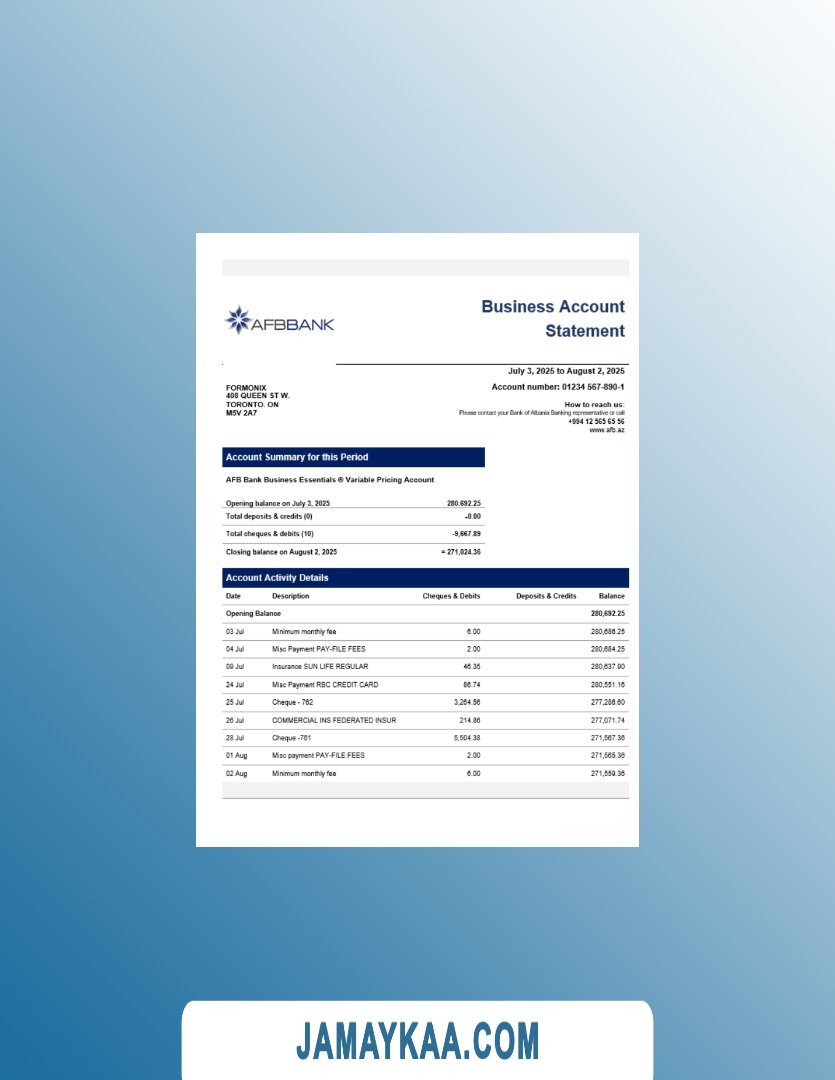 AFBBANK
Business Account
Statement
July 3, 2025 to August 2, 2025
Account number: 01234 567-890-1
FORMONIX
408 QUEEN ST W.
TORONTO. ON
M5V 2A7
How to reach us:
Please contact your Bank of Albania Banking representative or call
+994 12 565 65 56
www.afb.az
Account Summary for this Period
AFB Bank Business Essentials ® Variable Pricing Account
Opening balance on July 3, 2025 280.692.25
Total deposits & credits (0) -0.00
Total cheques & debits (10) -9,667.89
Closing balance on August 2, 2025 = 271,024.36
Account Activity Details
Date Description Cheques & Debits Deposits & Credits Balance
Opening Balance 280,692.25
03 Jul Minimum monthly fee 6.00 280,686.25
04 Jul Misc Payment PAY-FILE FEES 2.00 280,684.25
09 Jul Insurance SUN LIFE REGULAR 46.35 280,637.90
24 Jul Misc Payment RBC CREDIT CARD 86.74 280,551.16
25 Jul Cheque - 762 3,264.56 277,286.60
26 Jul COMMERCIAL INS FEDERATED INSUR 214.86 277,071.74
28 Jul Cheque -761 5,504.38 271,567.36
01 Aug Misc payment PAY-FILE FEES 2.00 271,565.36
02 Aug Minimum monthly fee 6.00 271,559.36
JAMAYKAA.COM